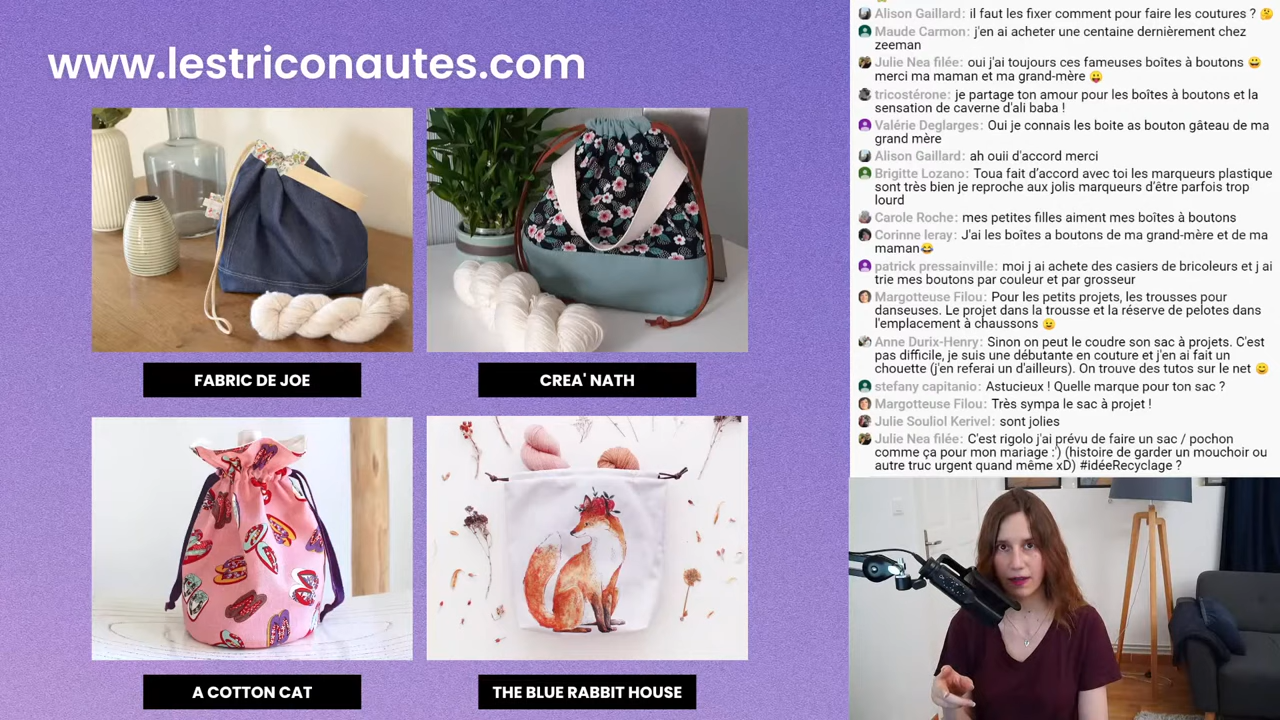 www.lestriconautes.com
FABRIC DE JOE
CREA' NATH
A COTTON CAT
THE BLUE RABBIT HOUSE
Alison Gaillard: il faut les fixer comment pour faire les coutures ? 🤔
Maude Carmon: j'en ai acheter une centaine dernièrement chez
zeeman
Julie Nea filée: oui j'ai toujours ces fameuses boîtes à boutons 😀
merci ma maman et ma grand-mère 😛
tricostérone: je partage ton amour pour les boîtes à boutons et la
sensation de caverne d'ali baba !
Valérie Deglarges: Oui je connais les boite as bouton gâteau de ma
grand mère
Alison Gaillard: ah ouii d'accord merci
Brigitte Lozano: Toua fait d'accord avec toi les marqueurs plastique
sont très bien je reproche aux jolis marqueurs d'être parfois trop
lourd
Carole Roche: mes petites filles aiment mes boîtes à boutons
Corinne leray: J'ai les boîtes a boutons de ma grand-mère et de ma
maman😂
patrick pressainville: moi j ai achete des casiers de bricoleurs et j ai
trie mes boutons par couleur et par grosseur
Margotteuse Filou: Pour les petits projets, les trousses pour
danseuses. Le projet dans la trousse et la réserve de pelotes dans
l'emplacement à chaussons 😉
Anne Durix-Henry: Sinon on peut le coudre son sac à projets. C'est
pas difficile, je suis une débutante en couture et j'en ai fait un
chouette (j'en referai un d'ailleurs). On trouve des tutos sur le net 😊
stefany capitanio: Astucieux ! Quelle marque pour ton sac ?
Margotteuse Filou: Très sympa le sac à projet !
Julie Souliol Kerivel: sont jolies
Julie Nea filée: C'est rigolo j'ai prévu de faire un sac / pochon
comme ça pour mon mariage :') (histoire de garder un mouchoir ou
autre truc urgent quand même xD) #idéeRecyclage ?